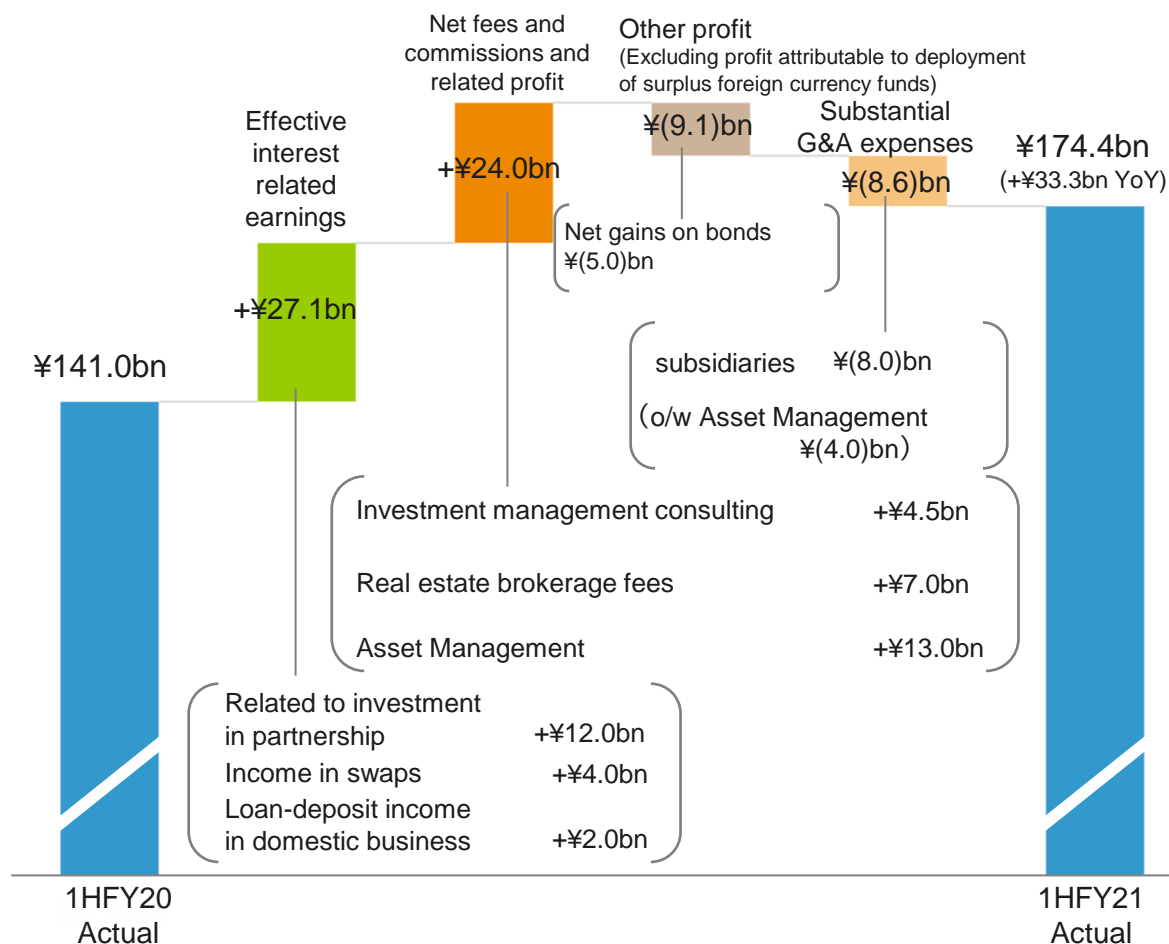 Net fees and
commissions and
related profit
Other profit
(Excluding profit attributable to deployment
of surplus foreign currency funds)
Effective
interest
related
earnings
Substantial
G&A expenses
¥174.4bn
(+¥33.3bn YoY)
+¥24.0bn
¥(9.1)bn
¥(8.6)bn
Net gains on bonds
¥(5.0)bn
+¥27.1bn
¥141.0bn
subsidiaries ¥(8.0)bn
（o/w Asset Management
¥(4.0)bn）
Investment management consulting +¥4.5bn
Real estate brokerage fees +¥7.0bn
Asset Management +¥13.0bn
Related to investment
in partnership +¥12.0bn
Income in swaps +¥4.0bn
Loan-deposit income
in domestic business +¥2.0bn
1HFY20
Actual
1HFY21
Actual